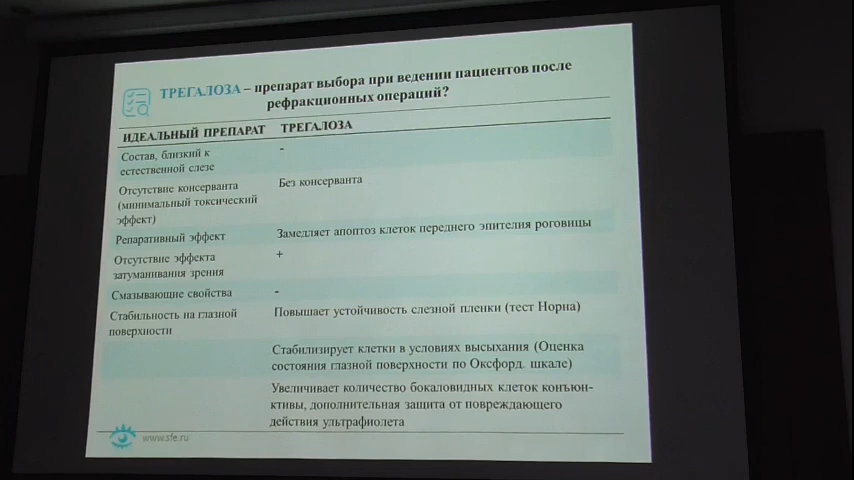 ТРЕГАЛОЗА – препарат выбора при ведении пациентов после
рефракционных операций?
ИДЕАЛЬНЫЙ ПРЕПАРАТ ТРЕГАЛОЗА
Состав, близкий к
естественной слезе
-
Отсутствие консерванта
(минимальный токсический
эффект)
Без консерванта
Репаративный эффект
Замедляет апоптоз клеток переднего эпителия роговицы
Отсутствие эффекта
затуманивания зрения
+
Смазывающие свойства
-
Стабильность на глазной
поверхности
Повышает устойчивость слезной пленки (тест Норна)
Стабилизирует клетки в условиях высыхания (Оценка
состояния глазной поверхности по Оксфорд. шкале)
Увеличивает количество бокаловидных клеток конъюн-
ктивы, дополнительная защита от повреждающего
действия ультрафиолета
www.sfe.ru